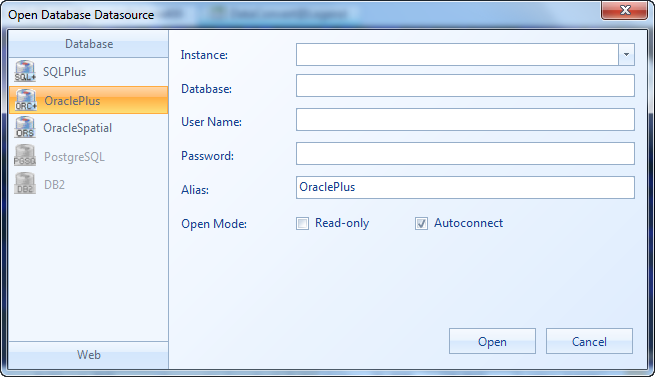 Open Database Datasource
Database
SQL+ SQLPlus
ORC+ OraclePlus
ORS OracleSpatial
PGSQ PostgreSQL
DB2 DB2
Web
Instance:
Database:
User Name:
Password:
Alias: OraclePlus
Open Mode: Read-only Autoconnect
Open Cancel